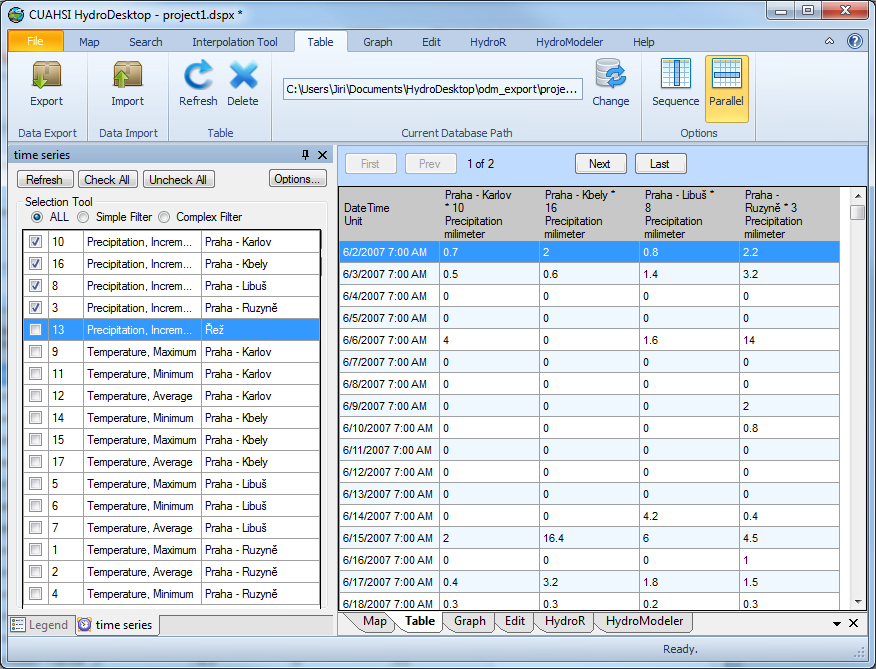 CUAHSI HydroDesktop - project1.dspx *
File Map Search Interpolation Tool Table Graph Edit HydroR HydroModeler Help
Export Import Refresh Delete C:\Users\Jiri\Documents\HydroDesktop\odm_export\proje... Change Sequence Parallel
Data Export Data Import Table Current Database Path Options
time series
Refresh Check All Uncheck All Options...
Selection Tool
ALL Simple Filter Complex Filter
10 Precipitation, Increm... Praha - Karlov
16 Precipitation, Increm... Praha - Kbely
8 Precipitation, Increm... Praha - Libuš
3 Precipitation, Increm... Praha - Ruzyně
13 Precipitation, Increm... Řež
9 Temperature, Maximum Praha - Karlov
11 Temperature, Minimum Praha - Karlov
12 Temperature, Average Praha - Karlov
14 Temperature, Minimum Praha - Kbely
15 Temperature, Maximum Praha - Kbely
17 Temperature, Average Praha - Kbely
5 Temperature, Maximum Praha - Libuš
6 Temperature, Minimum Praha - Libuš
7 Temperature, Average Praha - Libuš
1 Temperature, Maximum Praha - Ruzyně
2 Temperature, Average Praha - Ruzyně
4 Temperature, Minimum Praha - Ruzyně
Legend time series
First Prev 1 of 2 Next Last
DateTime
Unit
Praha - Karlov
* 10
Precipitation
milimeter
Praha - Kbely *
16
Precipitation
milimeter
Praha - Libuš *
8
Precipitation
milimeter
Praha -
Ruzyně * 3
Precipitation
milimeter
6/2/2007 7:00 AM 0.7 2 0.8 2.2
6/3/2007 7:00 AM 0.5 0.6 1.4 3.2
6/4/2007 7:00 AM 0 0 0 0
6/5/2007 7:00 AM 0 0 0 0
6/6/2007 7:00 AM 4 0 1.6 14
6/7/2007 7:00 AM 0 0 0 0
6/8/2007 7:00 AM 0 0 0 0
6/9/2007 7:00 AM 0 0 0 2
6/10/2007 7:00 AM 0 0 0 0.8
6/11/2007 7:00 AM 0 0 0 0
6/12/2007 7:00 AM 0 0 0 0
6/13/2007 7:00 AM 0 0 0 0
6/14/2007 7:00 AM 0 0 4.2 0.4
6/15/2007 7:00 AM 2 16.4 6 4.5
6/16/2007 7:00 AM 0 0 0 1
6/17/2007 7:00 AM 0.4 3.2 1.8 1.5
6/18/2007 7:00 AM 0.3 0.3 0.2 0.3
Map Table Graph Edit HydroR HydroModeler
Ready.